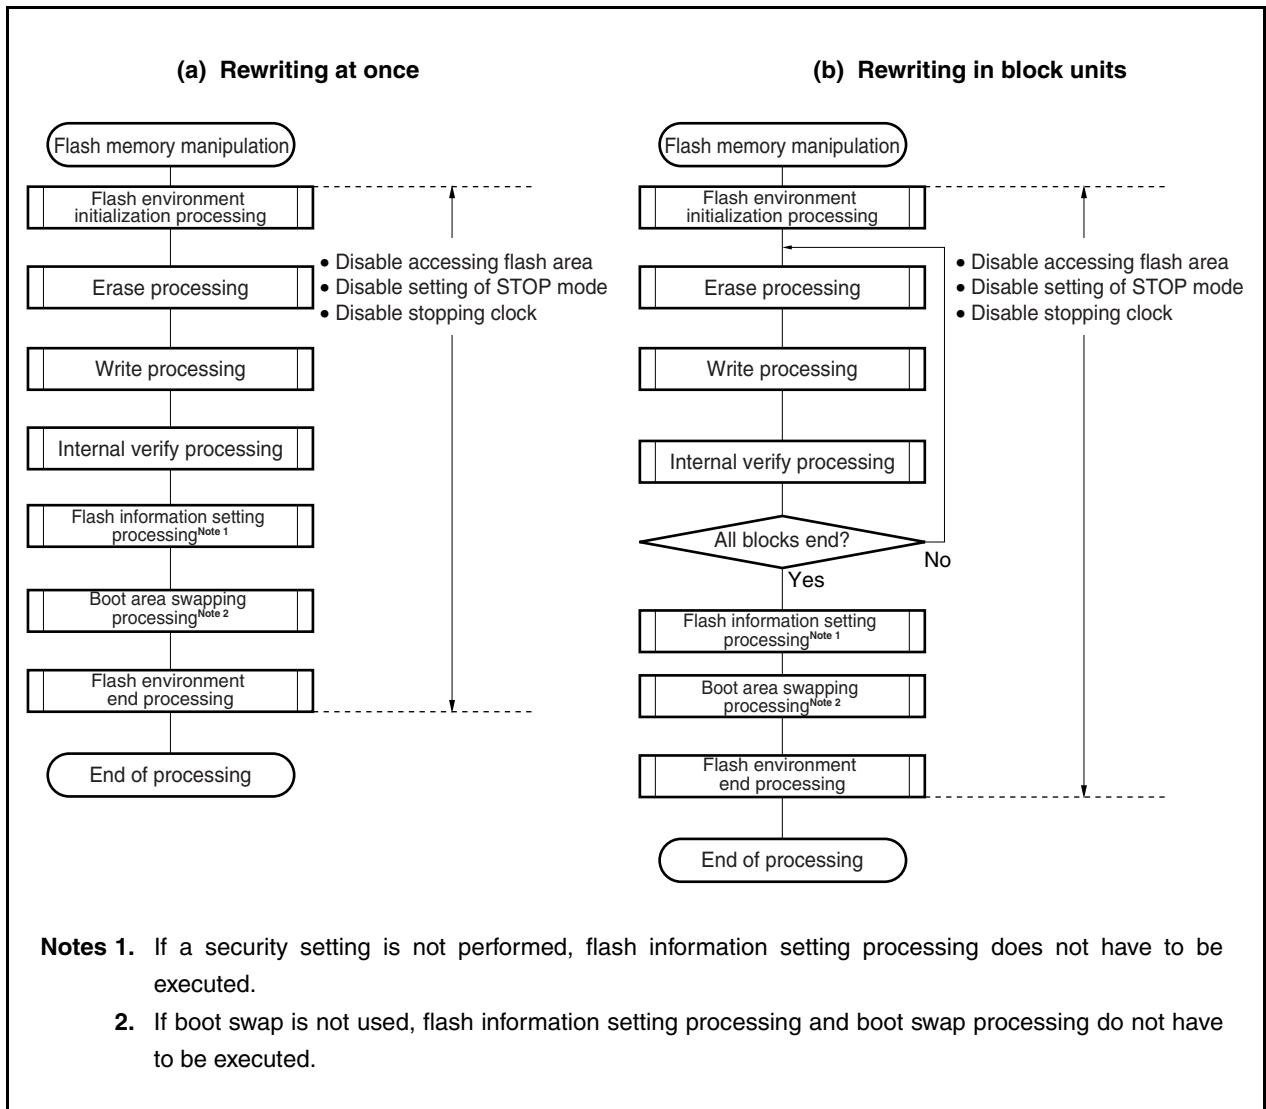 (a) Rewriting at once
Flash memory manipulation
Flash environment
initialization processing
• Disable accessing flash area
• Disable setting of STOP mode
• Disable stopping clock
Erase processing
Write processing
Internal verify processing
Flash information setting
processingNote 1
Boot area swapping
processingNote 2
Flash environment
end processing
End of processing
(b) Rewriting in block units
Flash memory manipulation
Flash environment
initialization processing
• Disable accessing flash area
• Disable setting of STOP mode
• Disable stopping clock
Erase processing
Write processing
Internal verify processing
All blocks end?
No
Yes
Flash information setting
processingNote 1
Boot area swapping
processingNote 2
Flash environment
end processing
End of processing
Notes 1. If a security setting is not performed, flash information setting processing does not have to be
executed.
2. If boot swap is not used, flash information setting processing and boot swap processing do not have
to be executed.